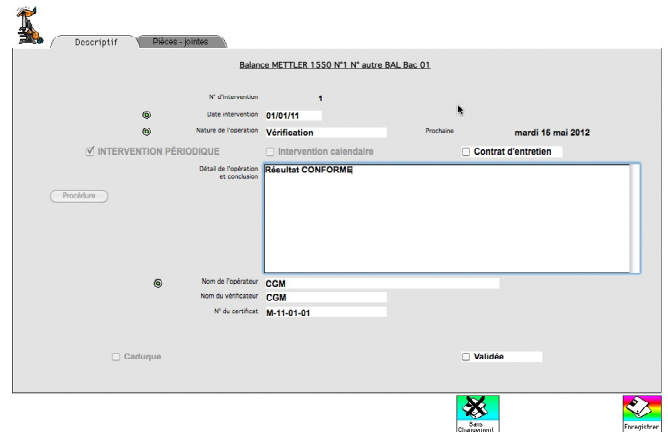 Descriptif
Pièces - jointes
Balance METTLER 1550 N°1 N° autre BAL Bac 01
N° d'intervention 1
Date intervention 01/01/11
Nature de l'opération Vérification Prochaine mardi 15 mai 2012
INTERVENTION PÉRIODIQUE Intervention calendaire Contrat d'entretien
Détail de l'opération Résultat CONFORME
et conclusion
Procédure
Nom de l'opérateur CGM
Nom du vérificateur CGM
N° du certificat M-11-01-01
Caduque Validée
Sans
Changement
Enregistrer